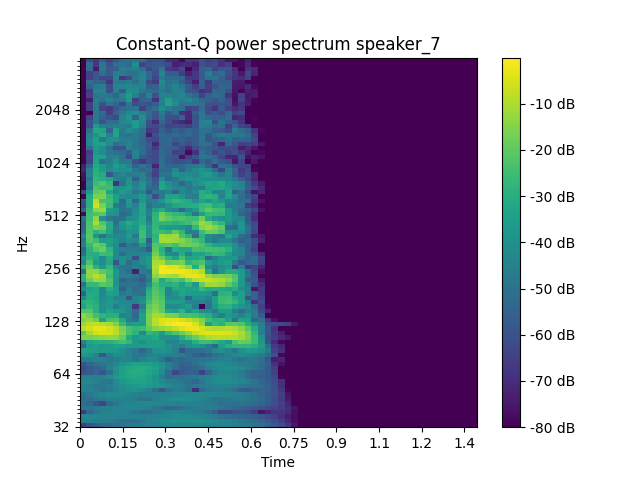 Constant-Q power spectrum speaker_7
Hz
2048
1024
512
256
128
64
32
0 0.15 0.3 0.45 0.6 0.75 0.9 1.1 1.2 1.4
Time
-10 dB
-20 dB
-30 dB
-40 dB
-50 dB
-60 dB
-70 dB
-80 dB